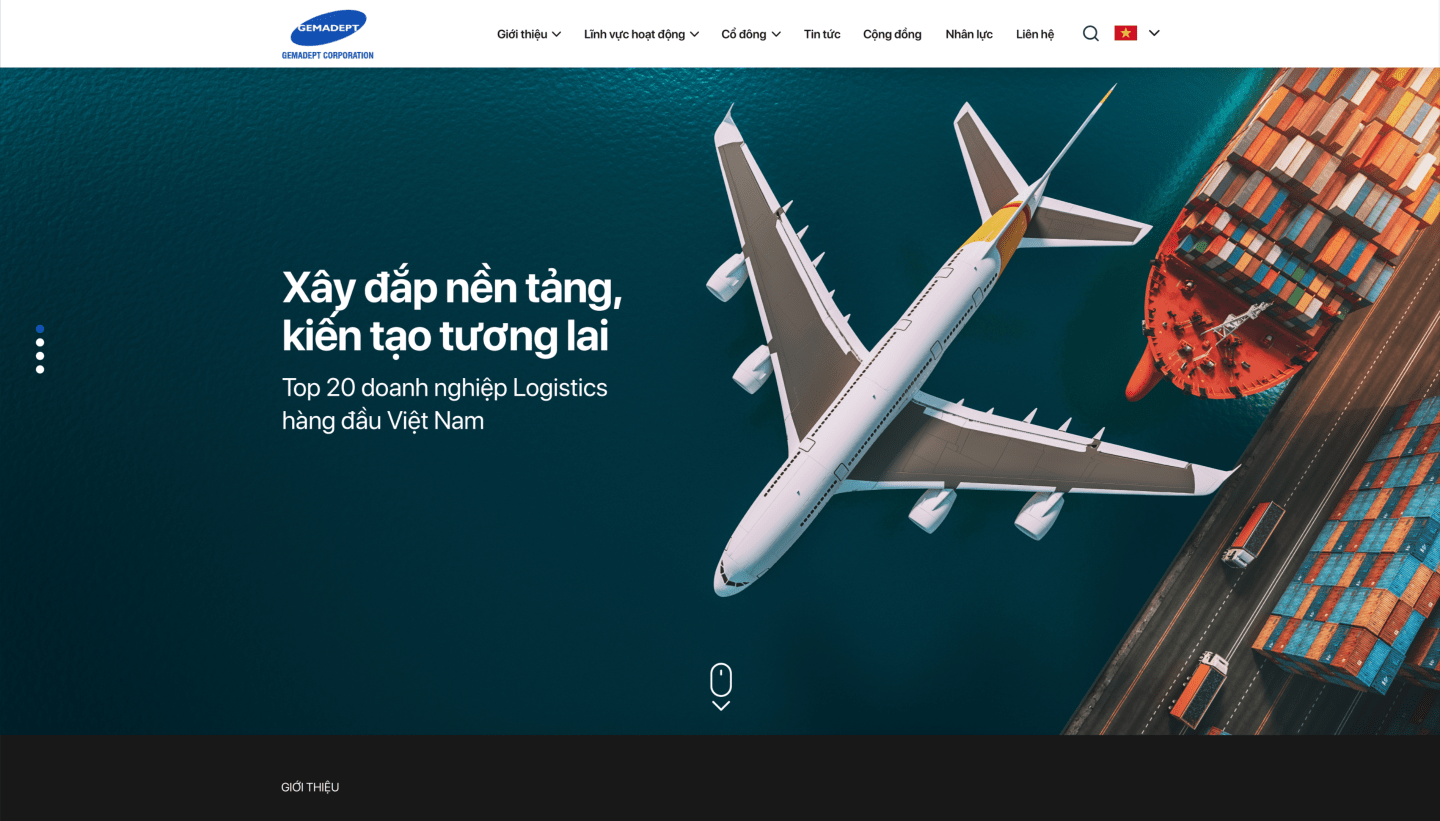 GEMADEPT
GEMADEPT CORPORATION
Giới thiệu
Lĩnh vực hoạt động
Cổ đông
Tin tức
Cộng đồng
Nhân lực
Liên hệ
Xây đắp nền tảng,
kiến tạo tương lai
Top 20 doanh nghiệp Logistics
hàng đầu Việt Nam
GIỚI THIỆU